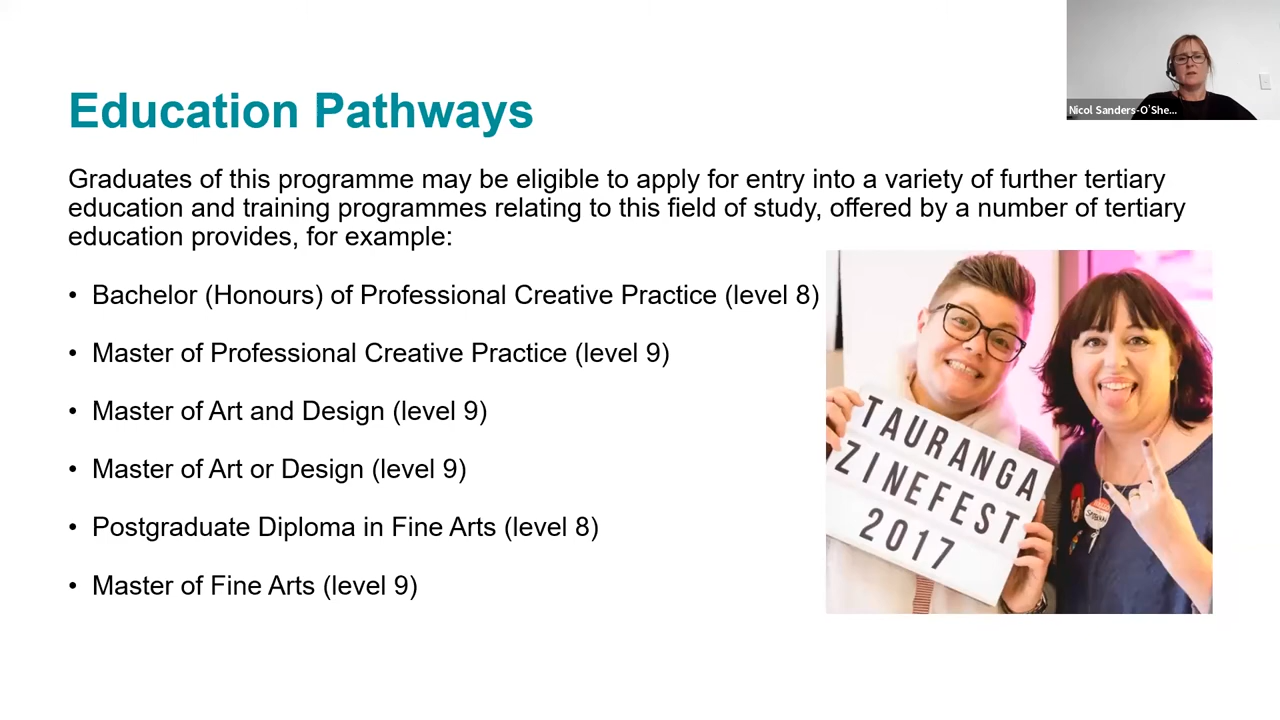 Nicol Sanders-O`She...
Education Pathways
Graduates of this programme may be eligible to apply for entry into a variety of further tertiary
education and training programmes relating to this field of study, offered by a number of tertiary
education provides, for example:
• Bachelor (Honours) of Professional Creative Practice (level 8)
• Master of Professional Creative Practice (level 9)
• Master of Art and Design (level 9)
• Master of Art or Design (level 9)
• Postgraduate Diploma in Fine Arts (level 8)
• Master of Fine Arts (level 9)
TAURANGA
ZINEFEST
2017